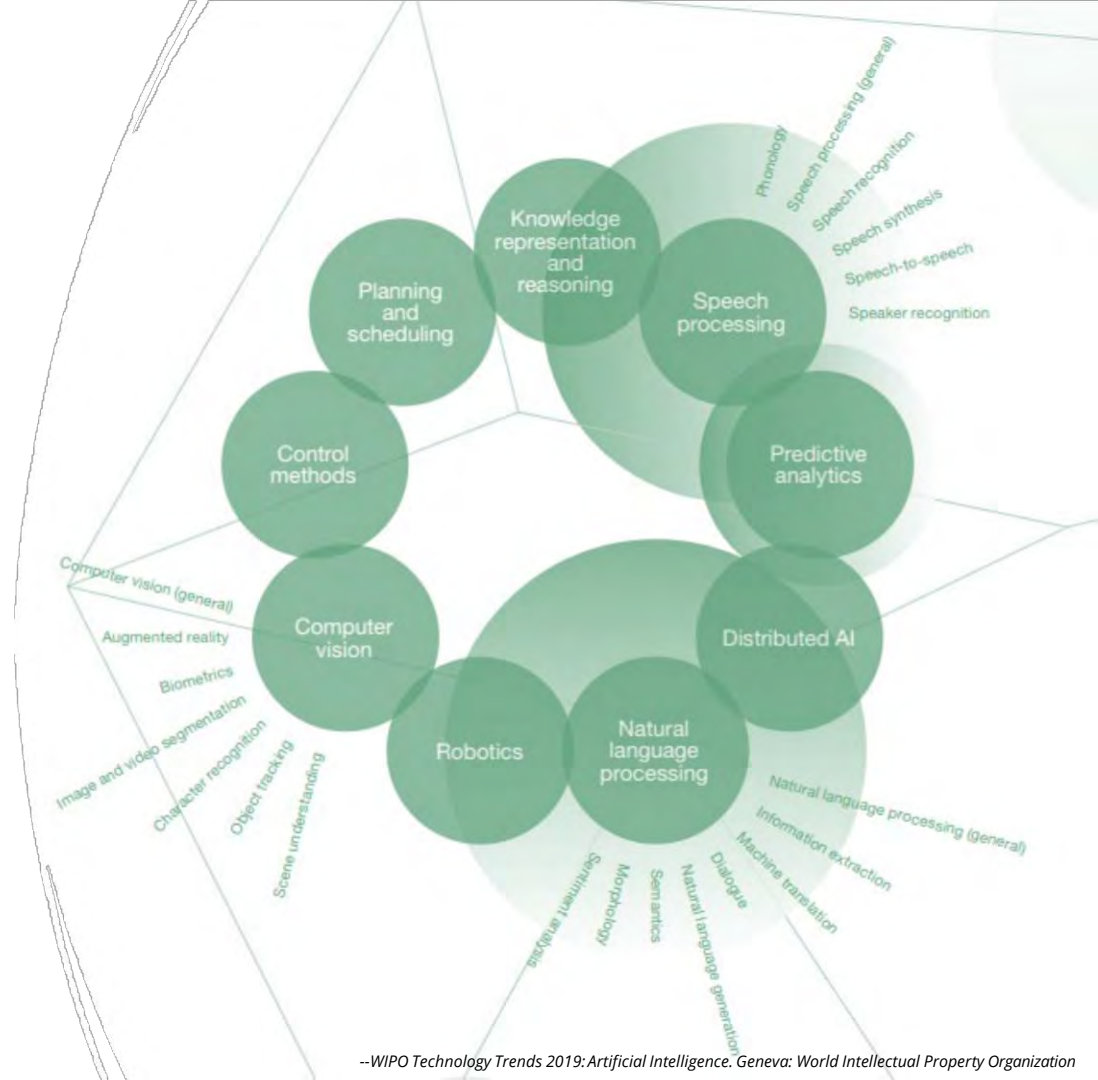 Phonology
Speech processing (general)
Speech recognition
Speech synthesis
Speech-to-speech
Speaker recognition
Knowledge
representation
and
reasoning
Planning
and
scheduling
Speech
processing
Control
methods
Predictive
analytics
Computer vision (general)
Augmented reality
Biometrics
Image and video segmentation
Character recognition
Object tracking
Scene understanding
Computer
vision
Distributed AI
Robotics
Natural
language
processing
Natural language processing (general)
Information extraction
Machine translation
Dialogue
Natural language generation
Semantics
Morphology
Sentiment analysis
--WIPO Technology Trends 2019: Artificial Intelligence. Geneva: World Intellectual Property Organization